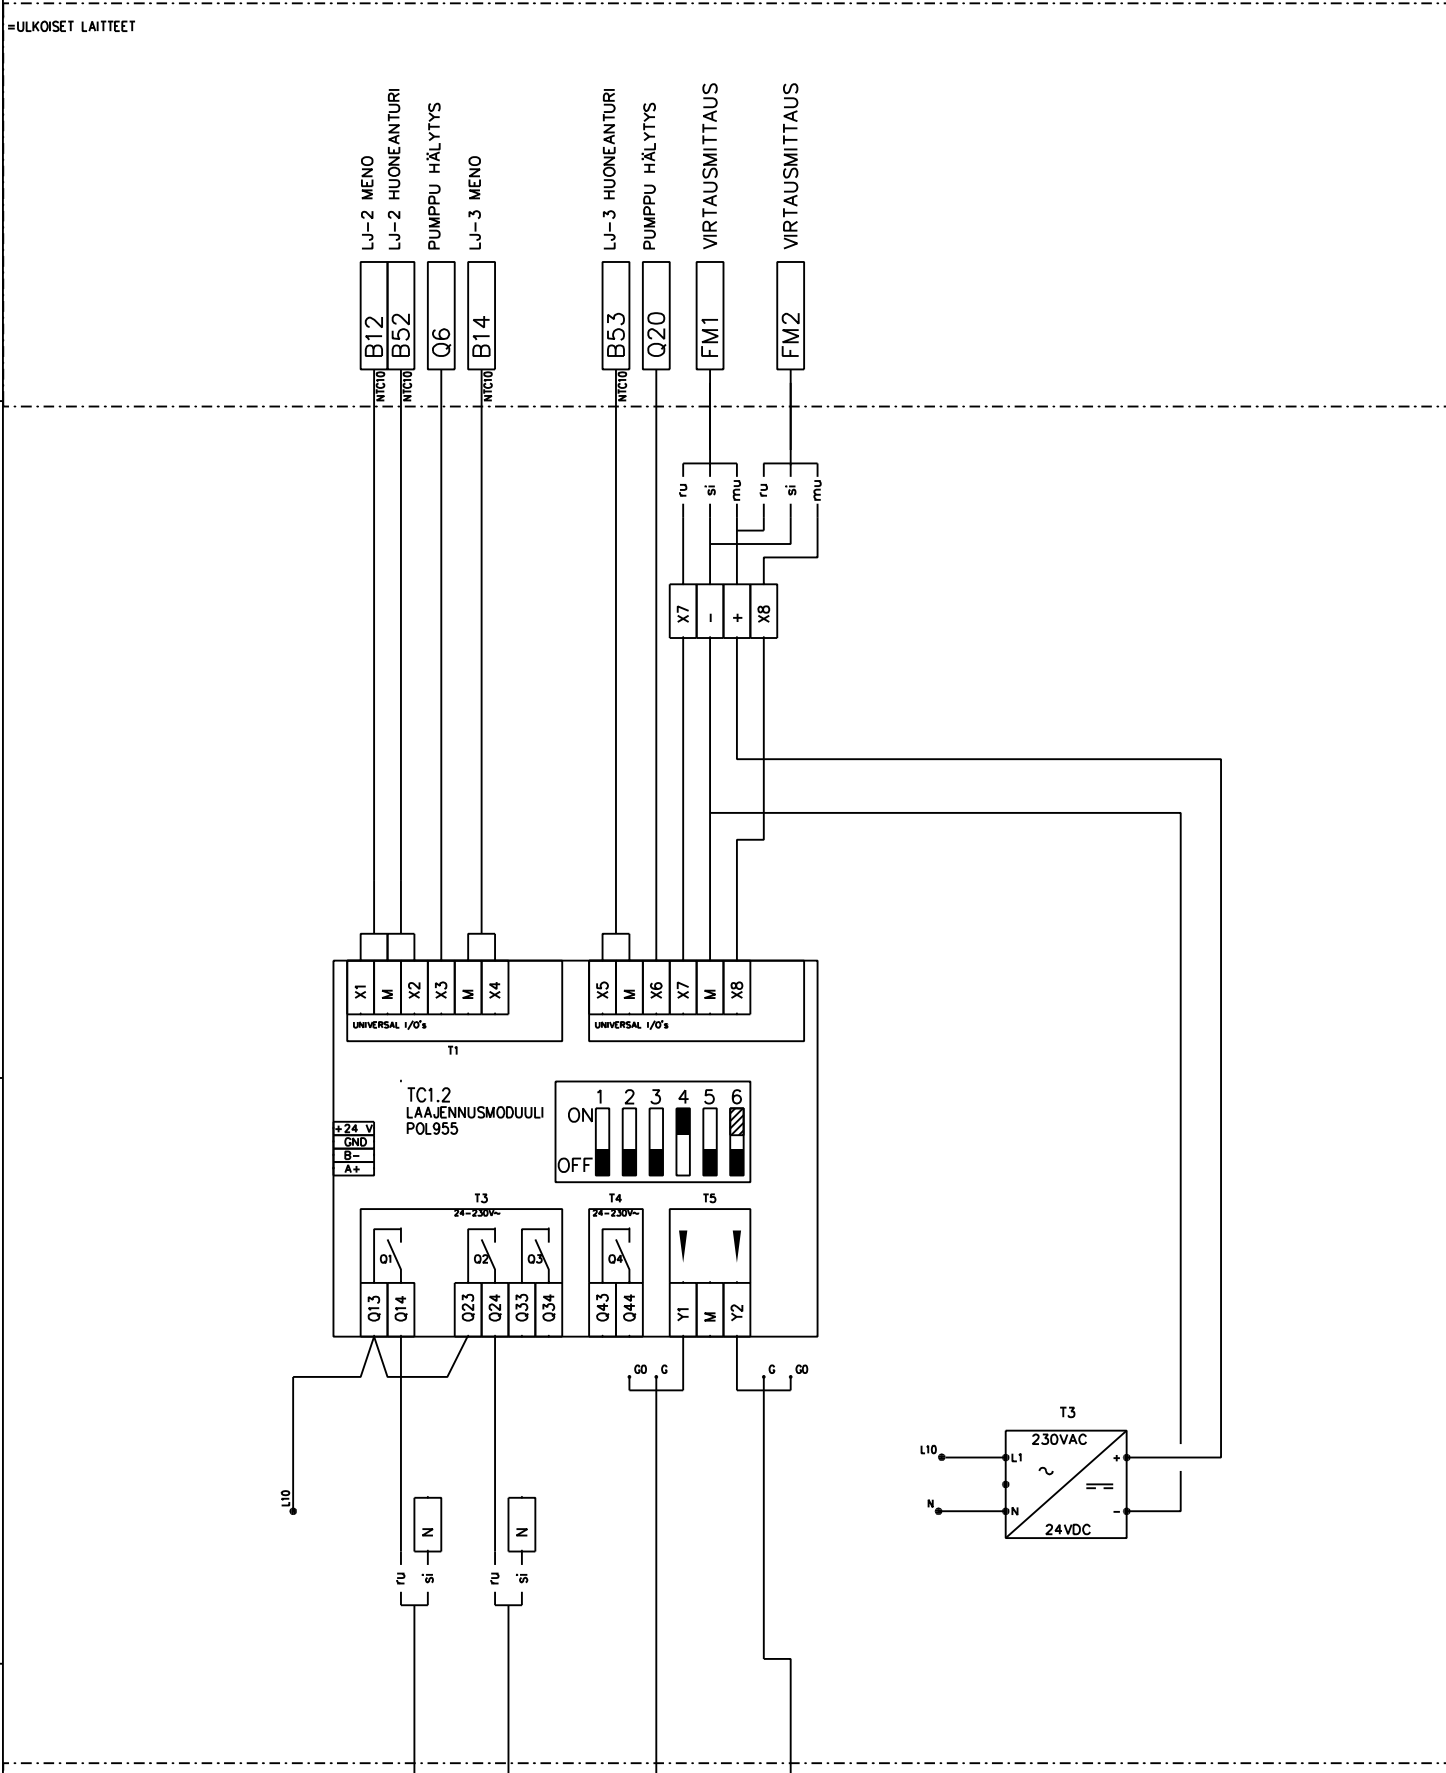 =ULKOISET LAITTEET
LJ-2 MENO
LJ-2 HUONEANTURI
PUMPPU HÄLYTYS
LJ-3 MENO
LJ-3 HUONEANTURI
PUMPPU HÄLYTYS
VIRTAUSMITTAUS
VIRTAUSMITTAUS
B12
B52
Q6
B14
B53
Q20
FM1
FM2
NTC10
NTC10
NTC10
NTC10
ru
si
mu
ru
si
mu
X7
-
+
X8
X1
M
X2
X3
M
X4
X5
M
X6
X7
M
X8
UNIVERSAL I/O's
UNIVERSAL I/O's
T1
TC1.2
LAAJENNUSMODUULI
POL955
1 2 3 4 5 6
ON
OFF
+24 V
GND
B-
A+
T3
24-230V~
T4
24-230V~
T5
Q1
Q2
Q3
Q4
Q13
Q14
Q23
Q24
Q33
Q34
Q43
Q44
Y1
M
Y2
G0 G
G G0
L10
N
N
ru
si
ru
si
T3
230VAC
L10
L1
+
N
N
-
24VDC